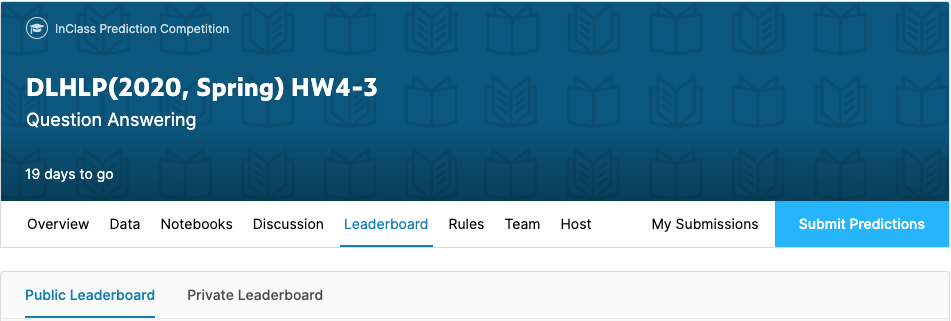 InClass Prediction Competition
DLHLP(2020, Spring) HW4-3
Question Answering
19 days to go
Overview Data Notebooks Discussion Leaderboard Rules Team Host My Submissions Submit Predictions
Public Leaderboard Private Leaderboard